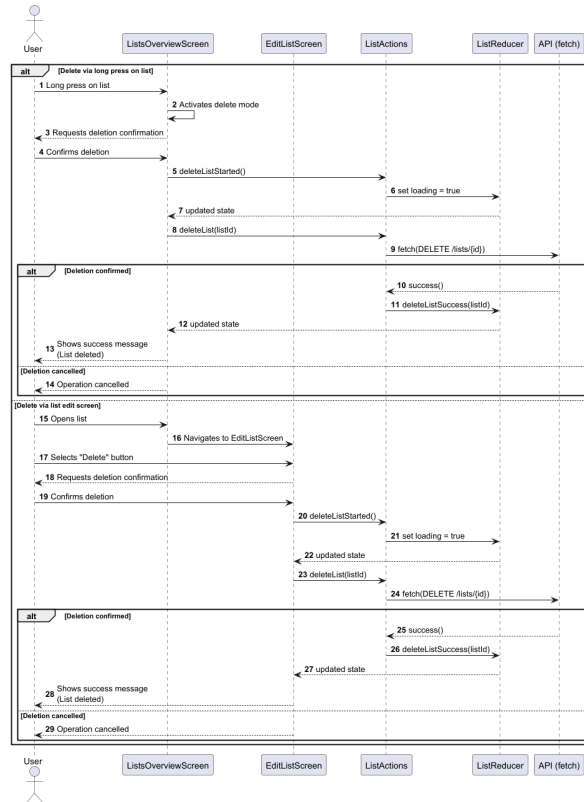 User
ListsOverviewScreen
EditListScreen
ListActions
ListReducer
API (fetch)
alt [Delete via long press on list]
1 Long press on list
2 Activates delete mode
3 Requests deletion confirmation
4 Confirms deletion
5 deleteListStarted()
6 set loading = true
7 updated state
8 deleteList(listId)
9 fetch(DELETE /lists/{id})
alt [Deletion confirmed]
10 success()
11 deleteListSuccess(listId)
12 updated state
13 Shows success message
(List deleted)
[Deletion cancelled]
14 Operation cancelled
[Delete via list edit screen]
15 Opens list
16 Navigates to EditListScreen
17 Selects "Delete" button
18 Requests deletion confirmation
19 Confirms deletion
20 deleteListStarted()
21 set loading = true
22 updated state
23 deleteList(listId)
24 fetch(DELETE /lists/{id})
alt [Deletion confirmed]
25 success()
26 deleteListSuccess(listId)
27 updated state
28 Shows success message
(List deleted)
[Deletion cancelled]
29 Operation cancelled
User
ListsOverviewScreen
EditListScreen
ListActions
ListReducer
API (fetch)